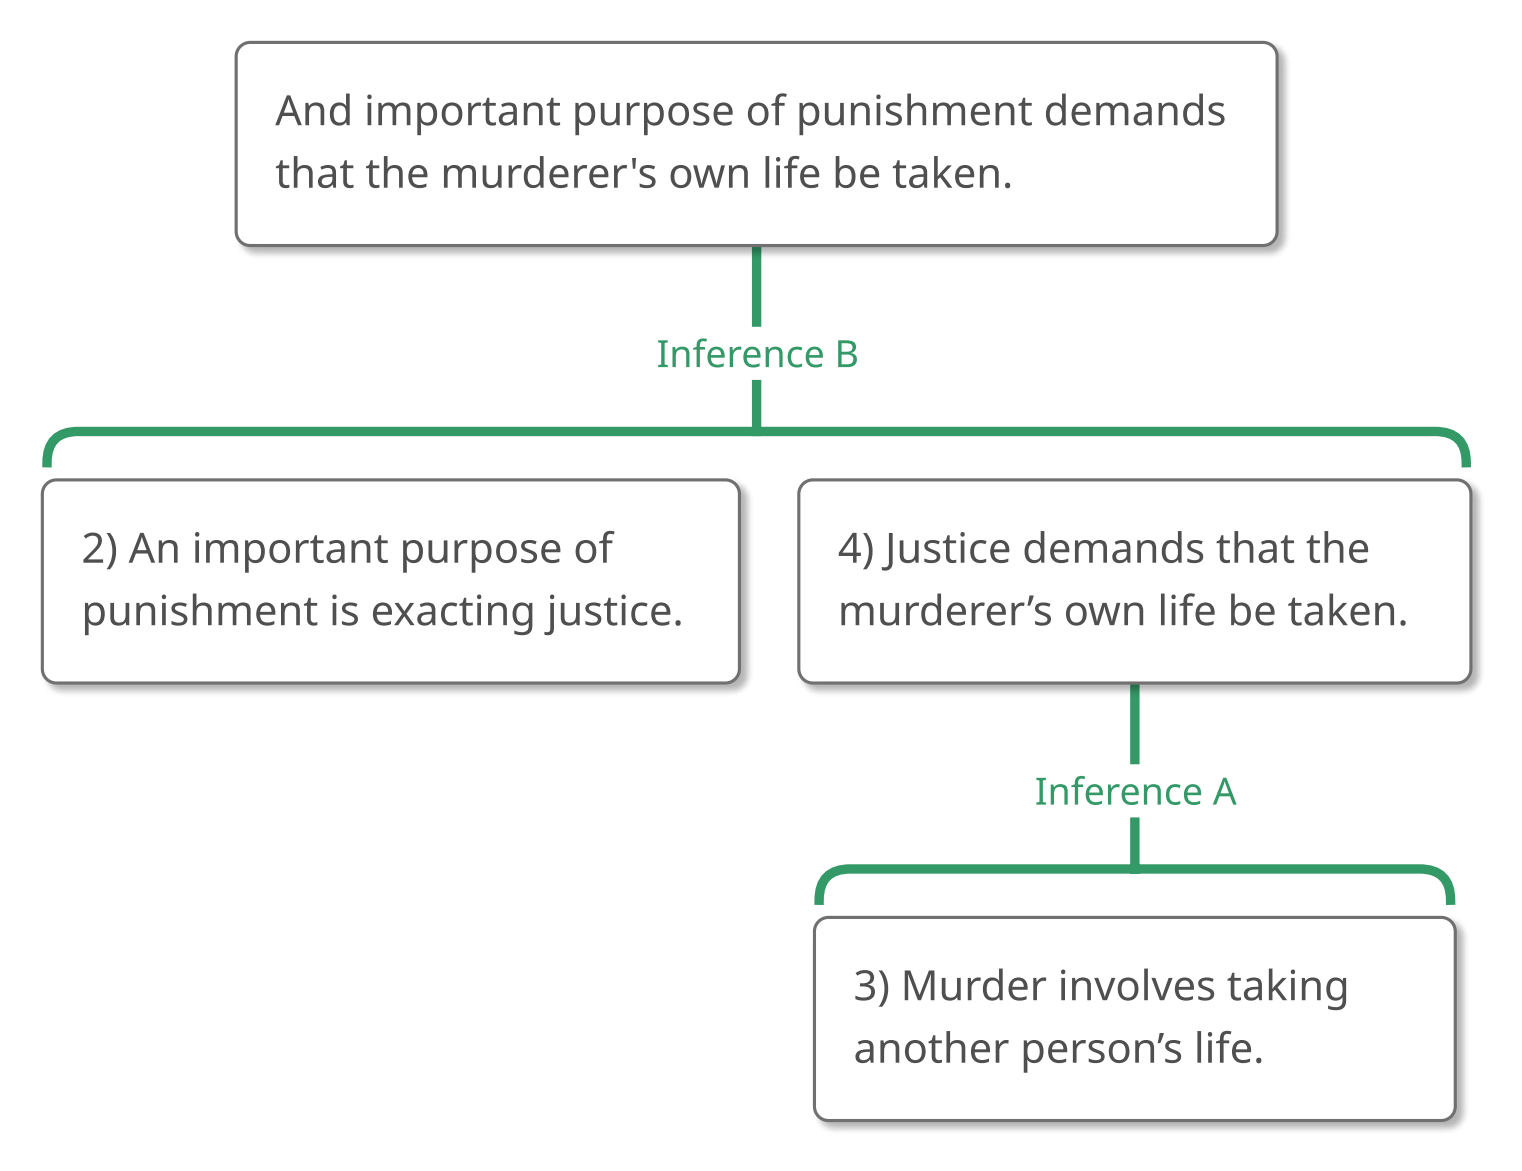 And important purpose of punishment demands
that the murderer's own life be taken.
Inference B
2) An important purpose of
punishment is exacting justice.
4) Justice demands that the
murderer’s own life be taken.
Inference A
3) Murder involves taking
another person’s life.